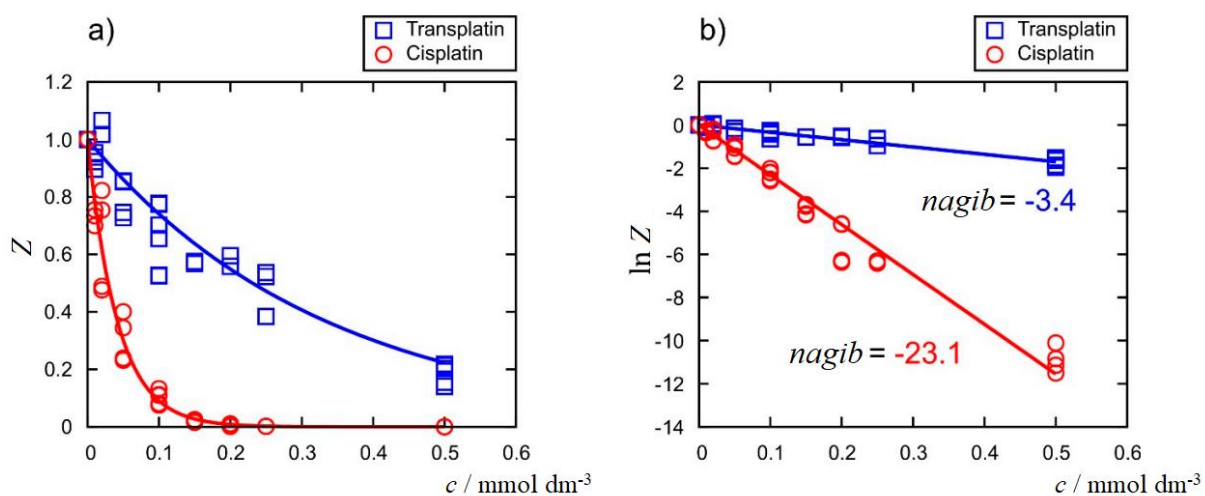 a)
Transplatin
Cisplatin
1.2
1.0
0.8
0.6
0.4
0.2
0
Z
0 0.1 0.2 0.3 0.4 0.5 0.6
c / mmol dm-3
b)
Transplatin
Cisplatin
2
0
-2
-4
-6
-8
-10
-12
-14
ln Z
nagib = -3.4
nagib = -23.1
0 0.1 0.2 0.3 0.4 0.5 0.6
c / mmol dm-3